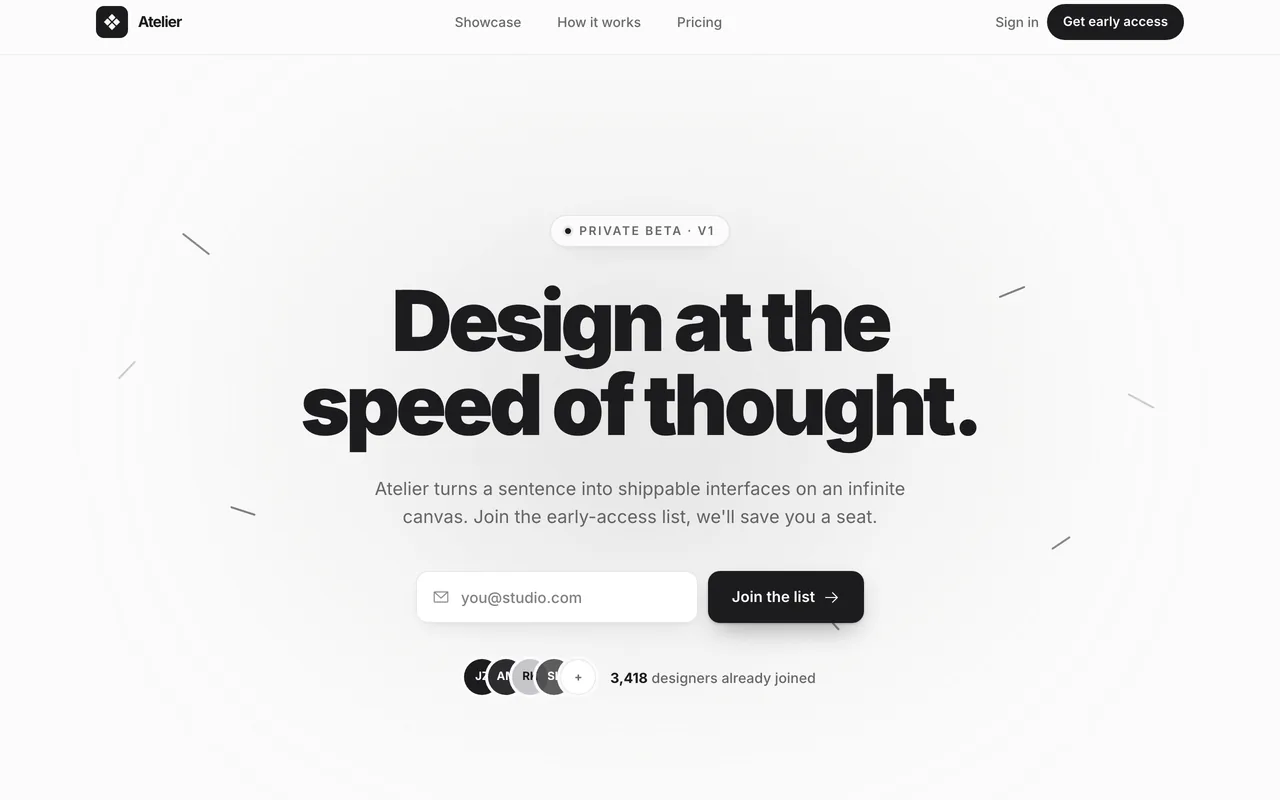 Atelier
Showcase
How it works
Pricing
Sign in
Get early access
PRIVATE BETA · V1
Design at the
speed of thought.
Atelier turns a sentence into shippable interfaces on an infinite
canvas. Join the early-access list, we'll save you a seat.
you@studio.com
Join the list →
JZ
+
3,418 designers already joined